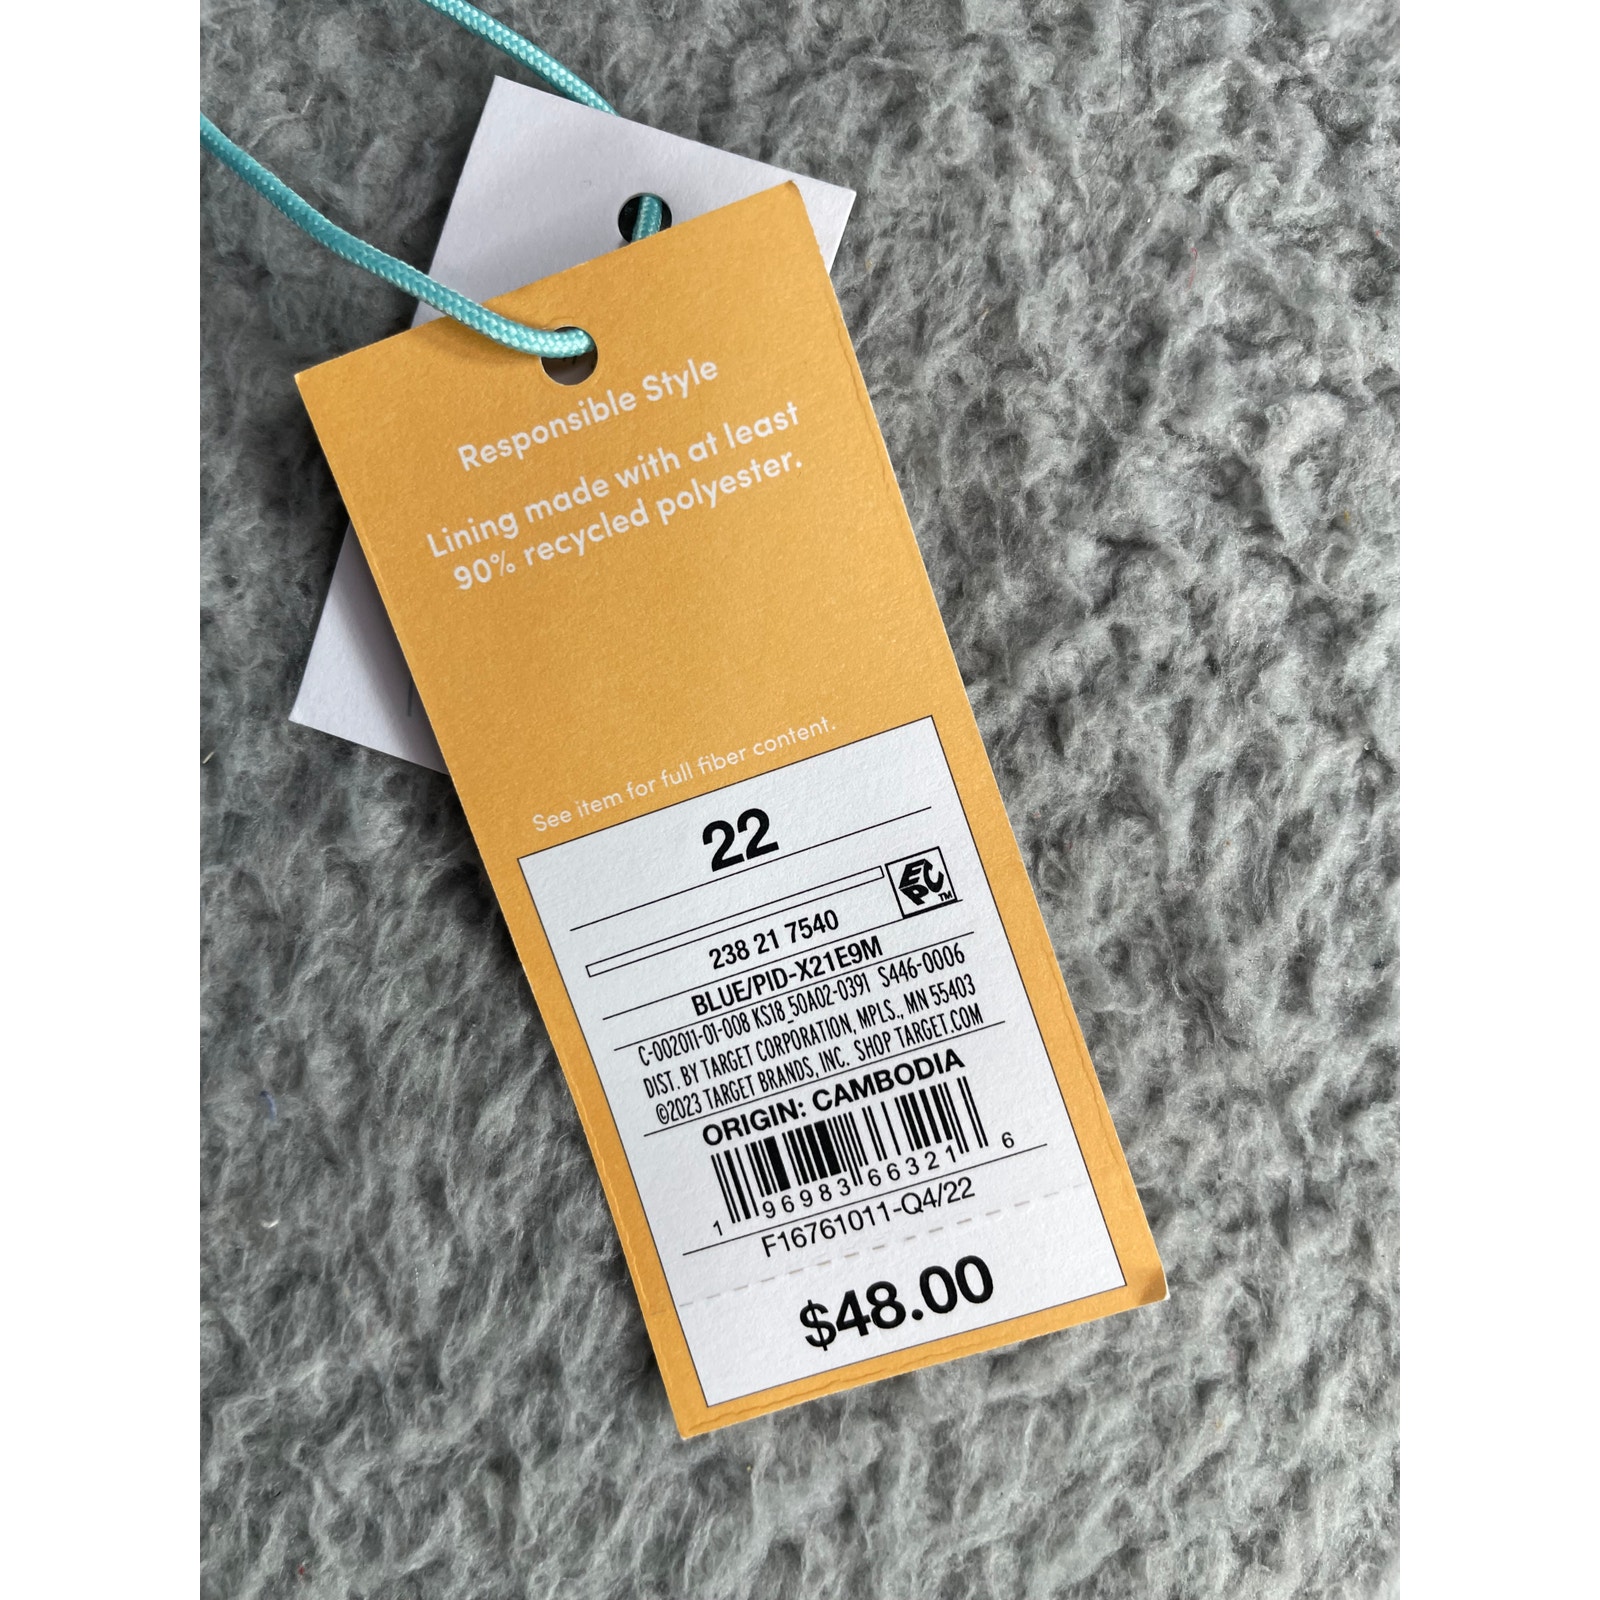 Responsible Style
Lining made with at least
90% recycled polyester.
See item for full fiber content.
22
EPC TM
238 21 7540
BLUE/PID-X21E9M
C-002011-01-008 KS18_50A02-0391 S446-0006
DIST. BY TARGET CORPORATION, MPLS., MN 55403
©2023 TARGET BRANDS, INC. SHOP TARGET.COM
ORIGIN: CAMBODIA
1 96983 66321 6
F16761011-Q4/22
$48.00